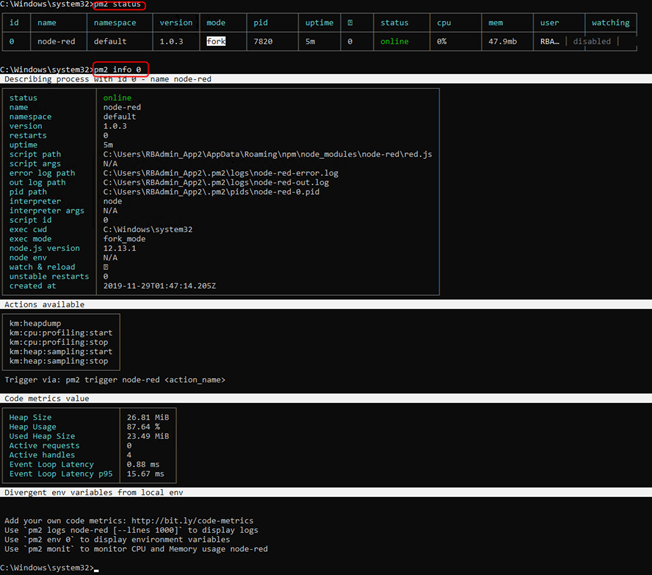 C:\Windows\system32>pm2 status
id name namespace version mode pid uptime status cpu mem user watching
0 node-red default 1.0.3 fork 7820 5m 0 online 0% 47.9mb RBA… disabled
C:\Windows\system32>pm2 info 0
Describing process with id 0 - name node-red
status online
name node-red
namespace default
version 1.0.3
restarts 0
uptime 5m
script path C:\Users\RBAdmin_App2\AppData\Roaming\npm\node_modules\node-red\red.js
script args N/A
error log path C:\Users\RBAdmin_App2\.pm2\logs\node-red-error.log
out log path C:\Users\RBAdmin_App2\.pm2\logs\node-red-out.log
pid path C:\Users\RBAdmin_App2\.pm2\pids\node-red-0.pid
interpreter node
interpreter args N/A
script id 0
exec cwd C:\Windows\system32
exec mode fork_mode
node.js version 12.13.1
node env N/A
watch & reload
unstable restarts 0
created at 2019-11-29T01:47:14.205Z
Actions available
km:heapdump
km:cpu:profiling:start
km:cpu:profiling:stop
km:heap:sampling:start
km:heap:sampling:stop
Trigger via: pm2 trigger node-red <action_name>
Code metrics value
Heap Size 26.81 MiB
Heap Usage 87.64 %
Used Heap Size 23.49 MiB
Active requests 0
Active handles 4
Event Loop Latency 0.88 ms
Event Loop Latency p95 15.67 ms
Divergent env variables from local env
Add your own code metrics: http://bit.ly/code-metrics
Use `pm2 logs node-red [--lines 1000]` to display logs
Use `pm2 env 0` to display environment variables
Use `pm2 monit` to monitor CPU and Memory usage node-red
C:\Windows\system32>